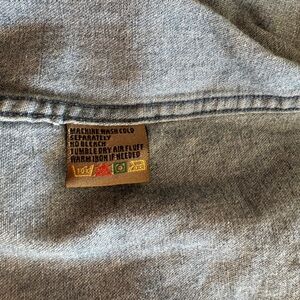 MACHINE WASH COLD
SEPARATELY
NO BLEACH
TUMBLE DRY AIR FLUFF
WARM IRON IF NEEDED